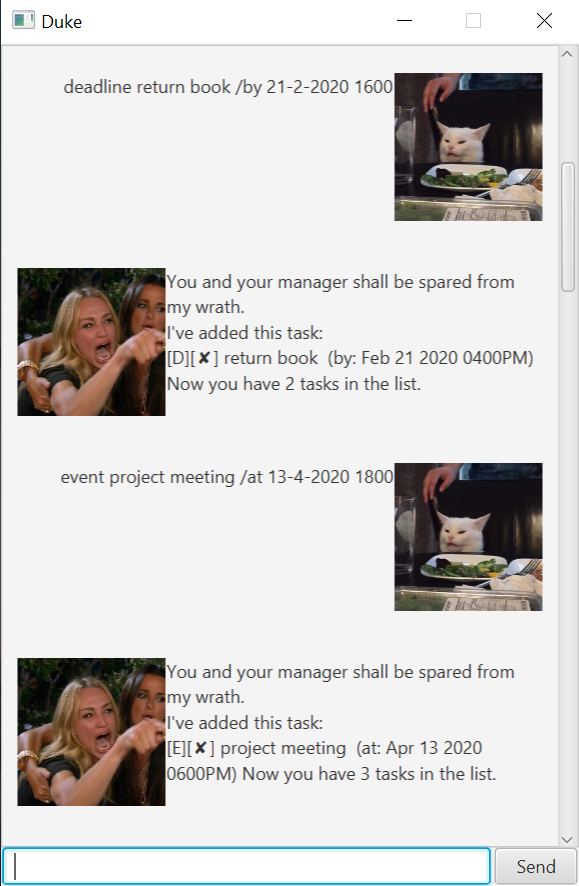 Duke
deadline return book /by 21-2-2020 1600
You and your manager shall be spared from
my wrath.
I've added this task:
[D][✘] return book  (by: Feb 21 2020 0400PM)
Now you have 2 tasks in the list.
event project meeting /at 13-4-2020 1800
You and your manager shall be spared from
my wrath.
I've added this task:
[E][✘] project meeting  (at: Apr 13 2020
0600PM) Now you have 3 tasks in the list.
Send